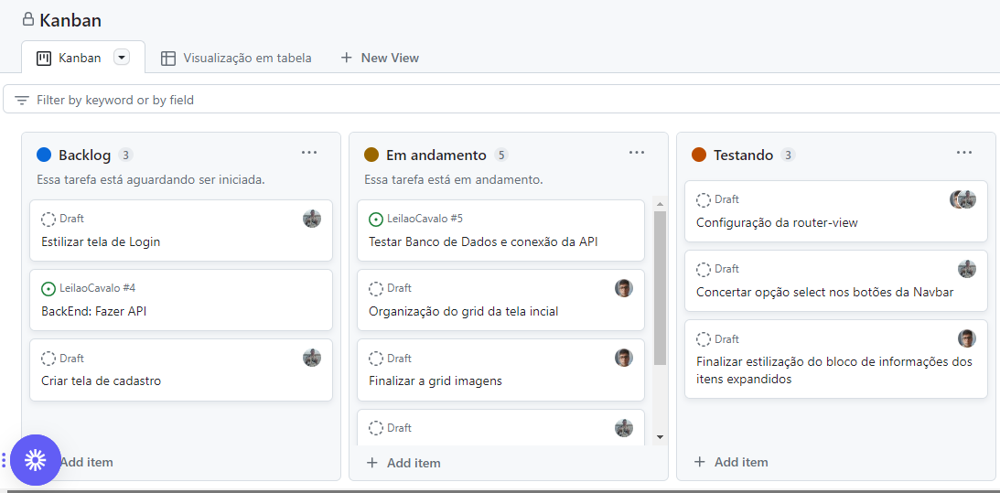 Kanban
Kanban
Visualização em tabela
New View
Filter by keyword or by field
Backlog 3
Essa tarefa está aguardando ser iniciada.
Draft
Estilizar tela de Login
LeilaoCavalo #4
BackEnd: Fazer API
Draft
Criar tela de cadastro
Add item
Em andamento 5
Essa tarefa está em andamento.
LeilaoCavalo #5
Testar Banco de Dados e conexão da API
Draft
Organização do grid da tela incial
Draft
Finalizar a grid imagens
Draft
Add item
Testando 3
Draft
Configuração da router-view
Draft
Concertar opção select nos botões da Navbar
Draft
Finalizar estilização do bloco de informações dos
itens expandidos
Add item